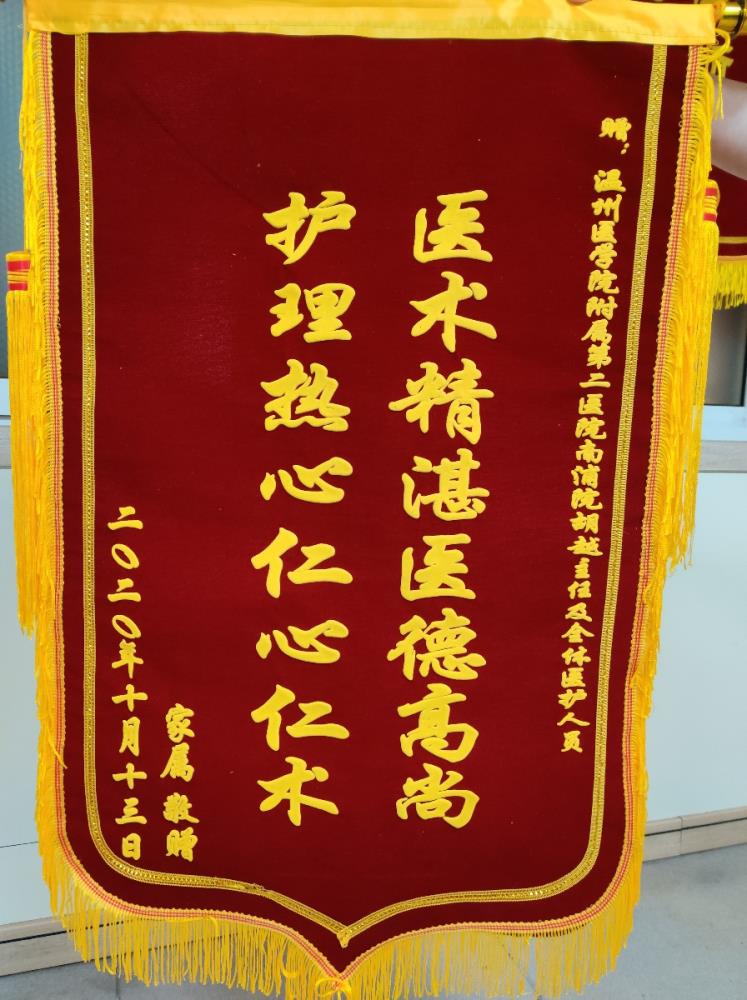 赠：温州医学院附属第二医院南浦院胡越主任及全体医护人员
医术精湛医德高尚
护理热心仁心仁术
家属 敬赠
二〇二〇年十月十三日